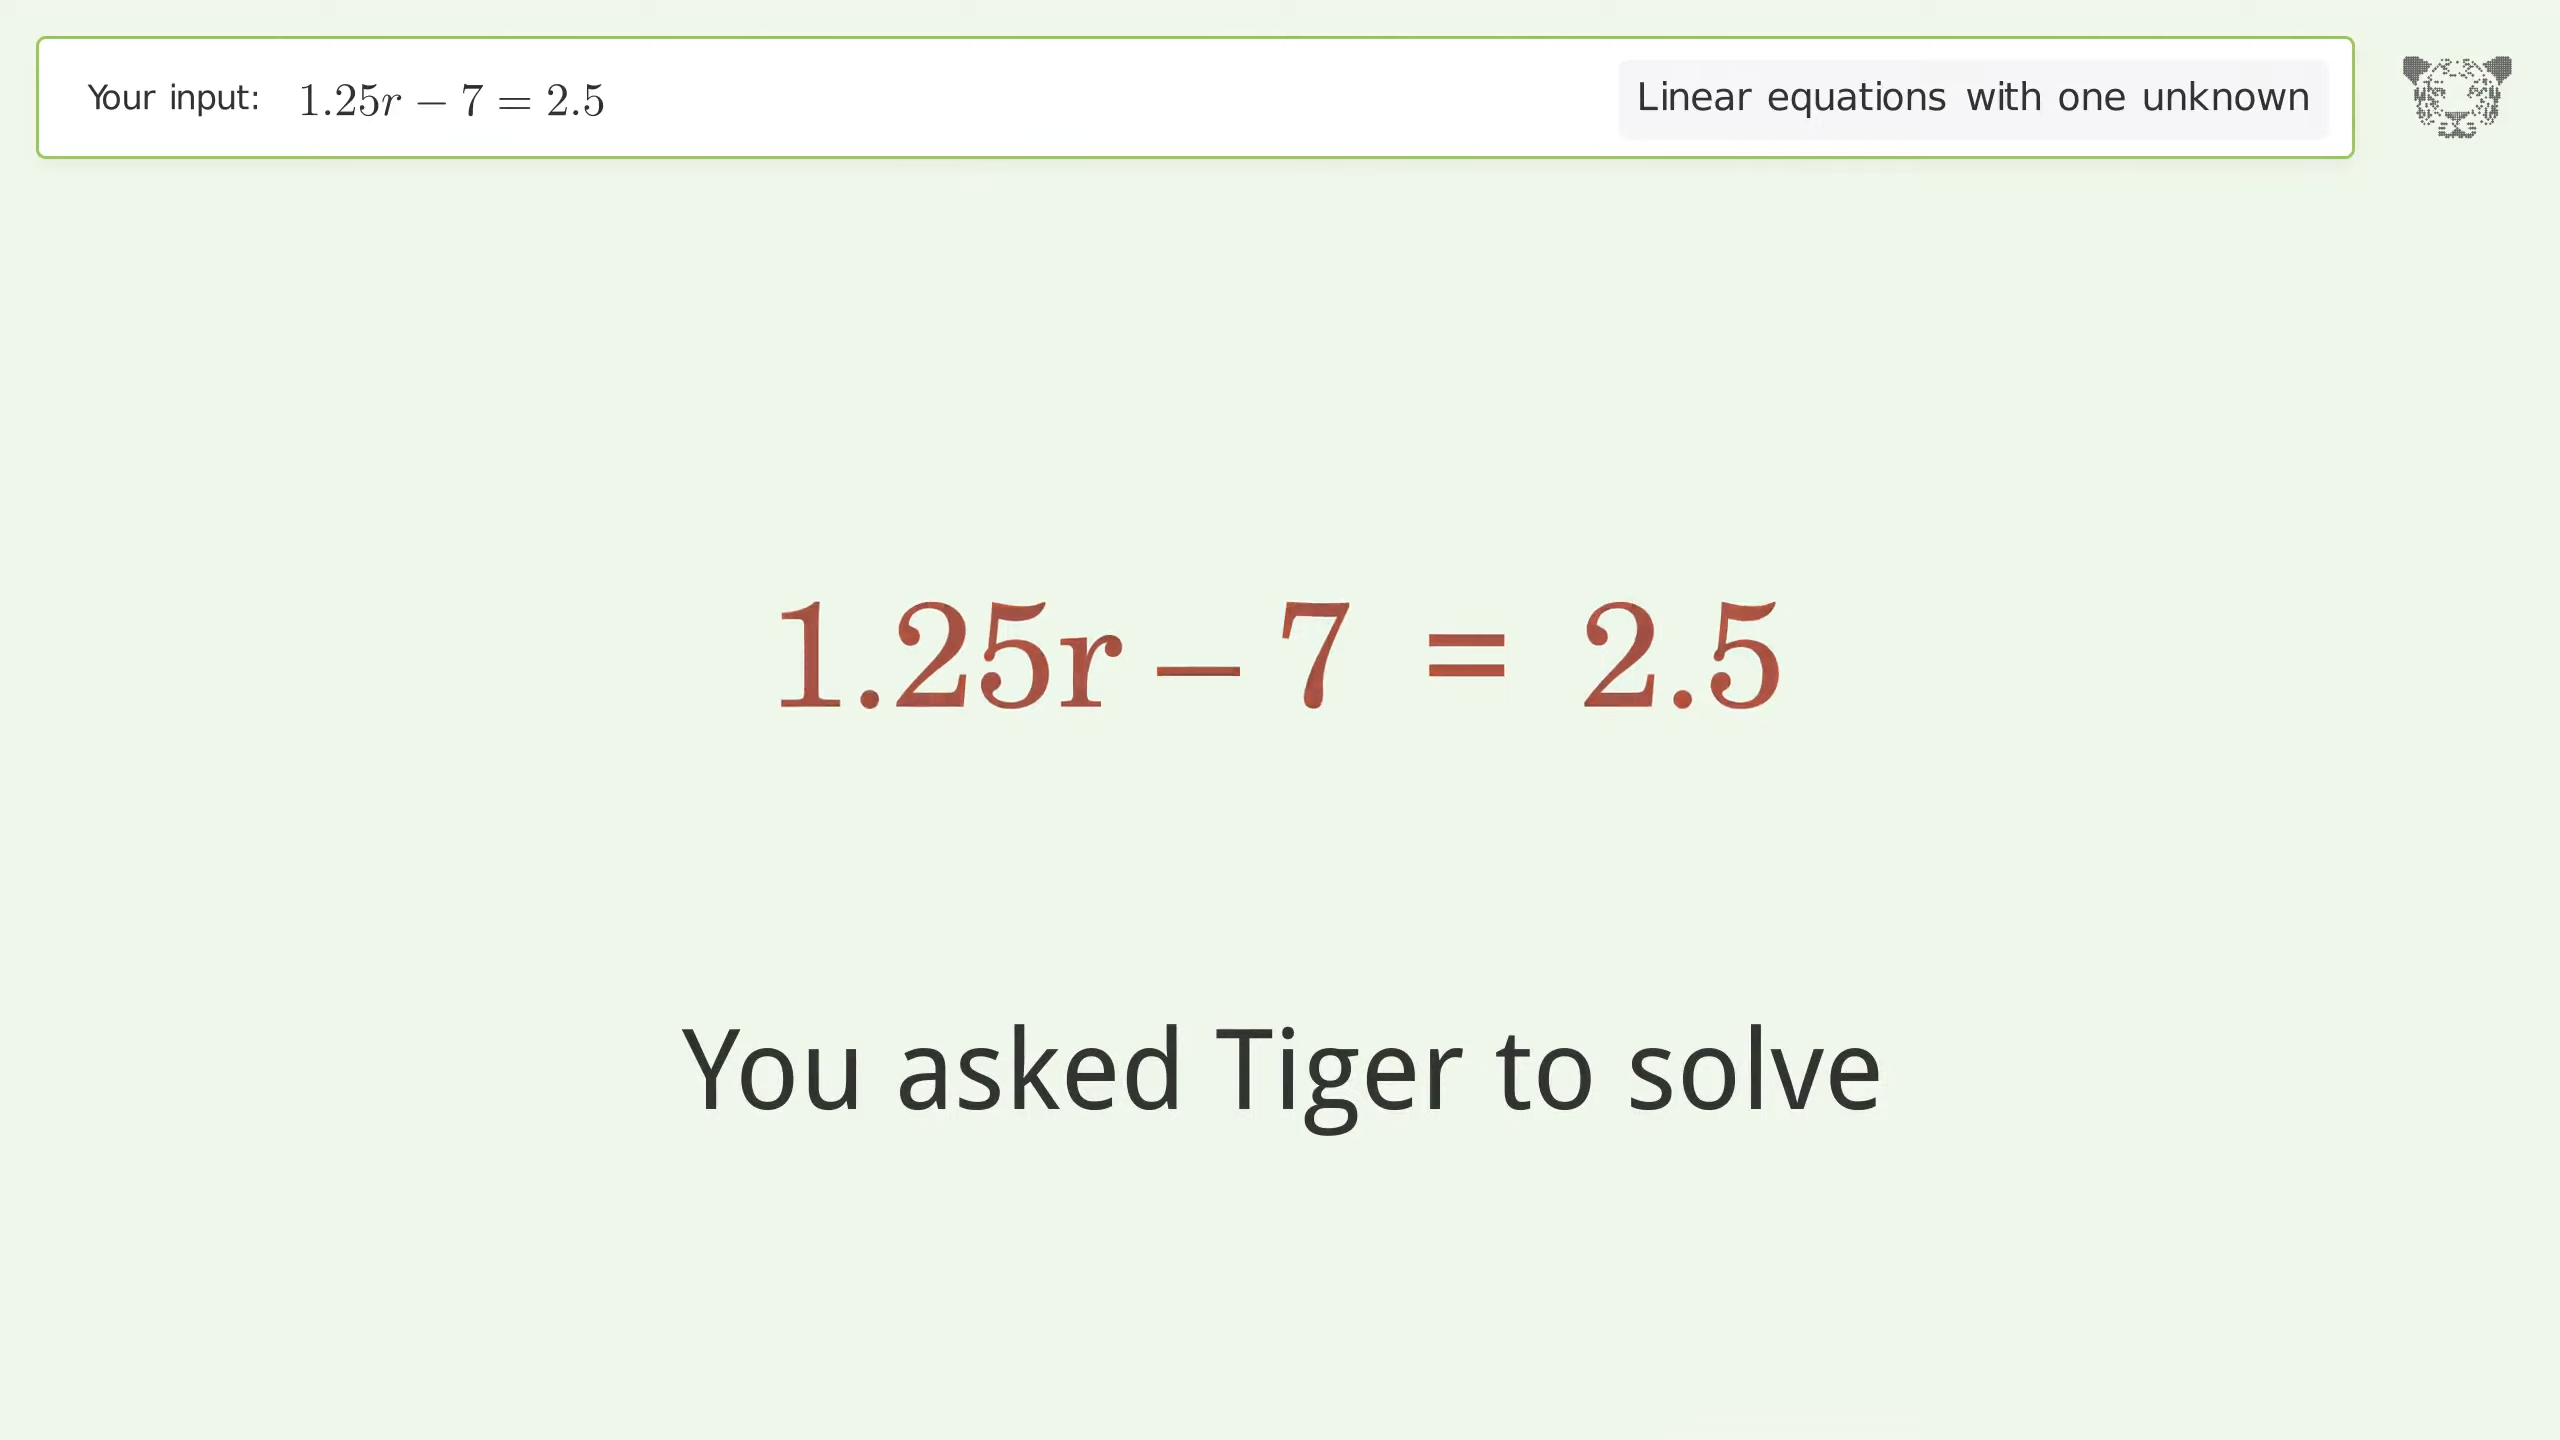 Your input: 1.25r − 7 = 2.5 Linear equations with one unknown
1.25r − 7 = 2.5
You asked Tiger to solve